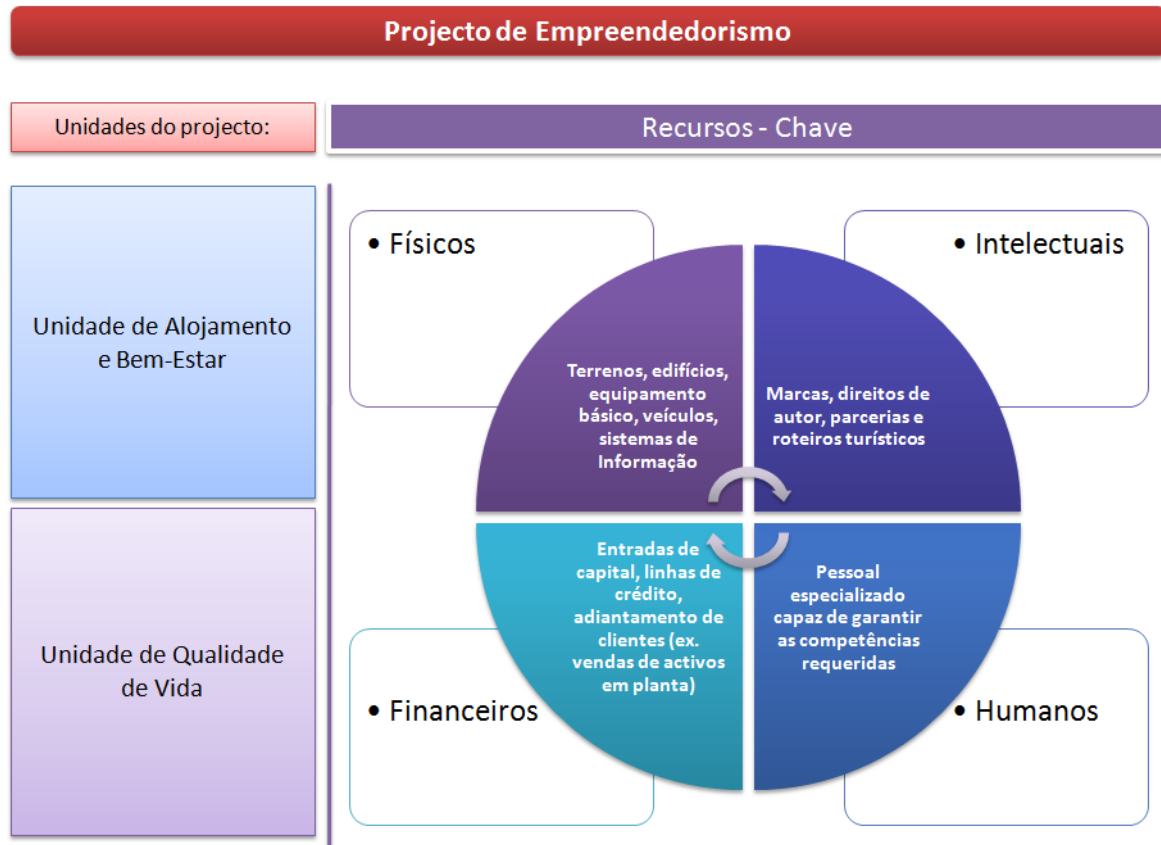 Projecto de Empreendedorismo
Unidades do projecto:
Recursos - Chave
Unidade de Alojamento
e Bem-Estar
Unidade de Qualidade
de Vida
• Físicos
Terrenos, edifícios,
equipamento
básico, veículos,
sistemas de
Informação
• Intelectuais
Marcas, direitos de
autor, parcerias e
roteiros turísticos
Entradas de
capital, linhas de
crédito,
adiantamento de
clientes (ex.
vendas de activos
em planta)
• Financeiros
Pessoal
especializado
capaz de garantir
as competências
requeridas
• Humanos